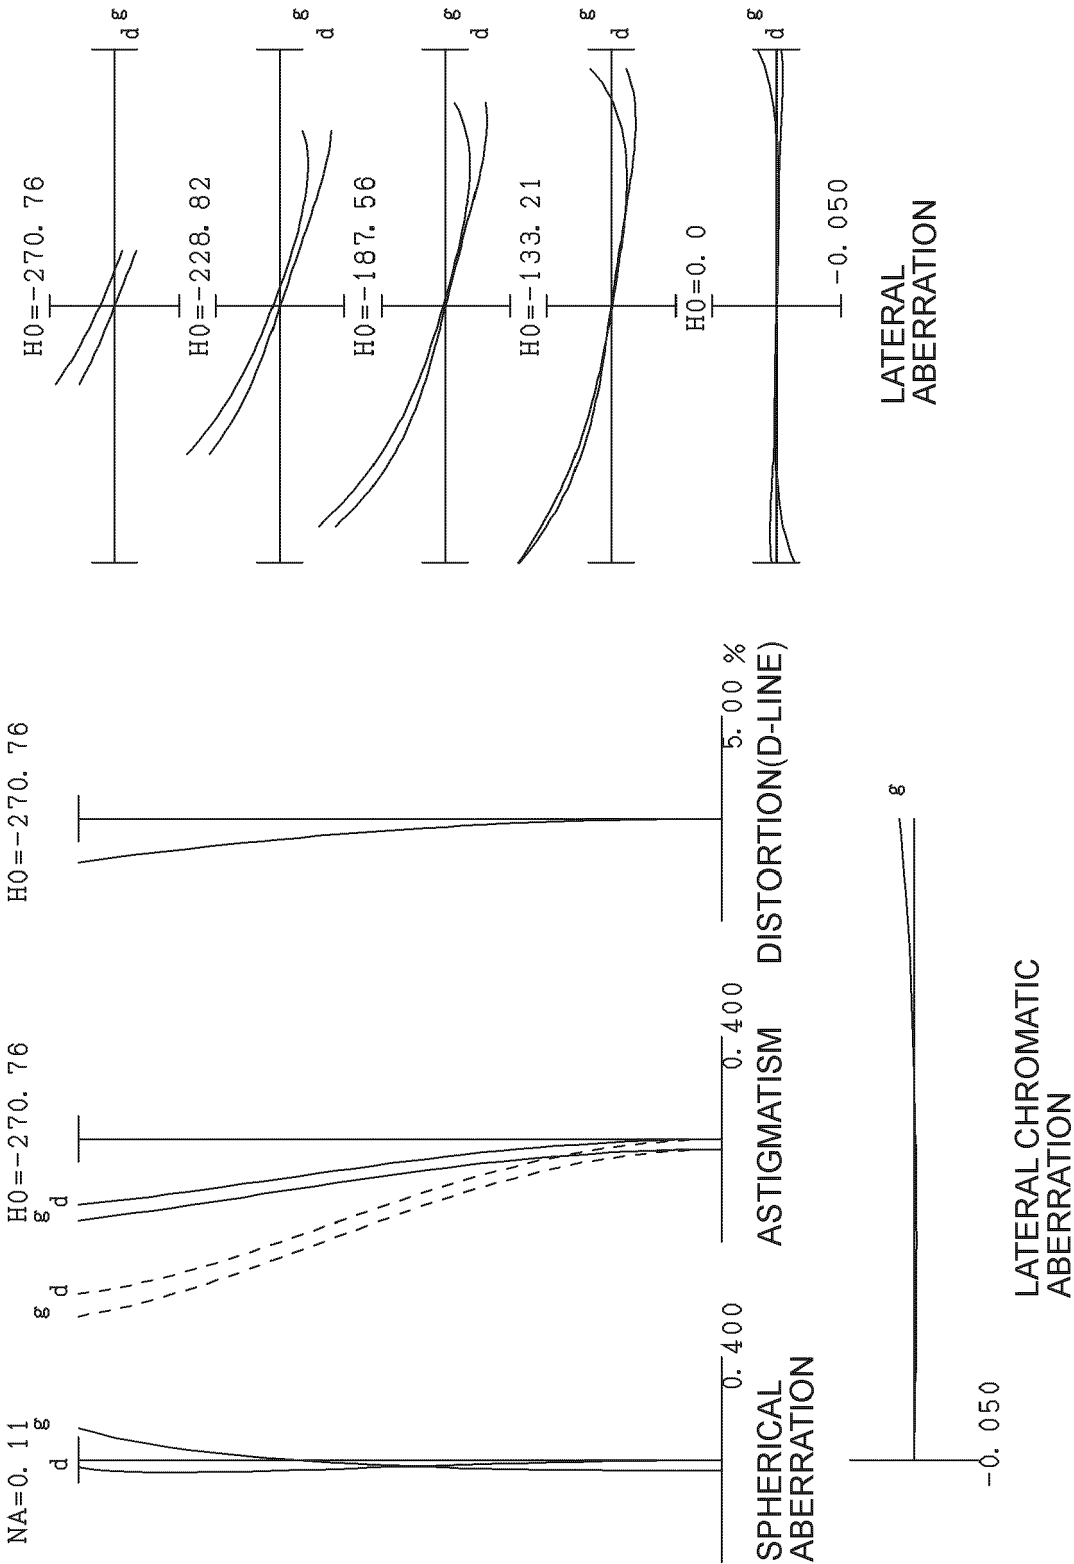 NA=0.11
d
g
0.400
SPHERICAL
ABERRATION
H0=-270.76
g
d
g
d
0.400
ASTIGMATISM
H0=-270.76
5.00 %
DISTORTION(D-LINE)
g
-0.050
LATERAL CHROMATIC
ABERRATION
H0=-270.76
g
d
H0=-228.82
g
d
H0=-187.56
g
d
H0=-133.21
g
d
H0=0.0
g
d
-0.050
LATERAL
ABERRATION